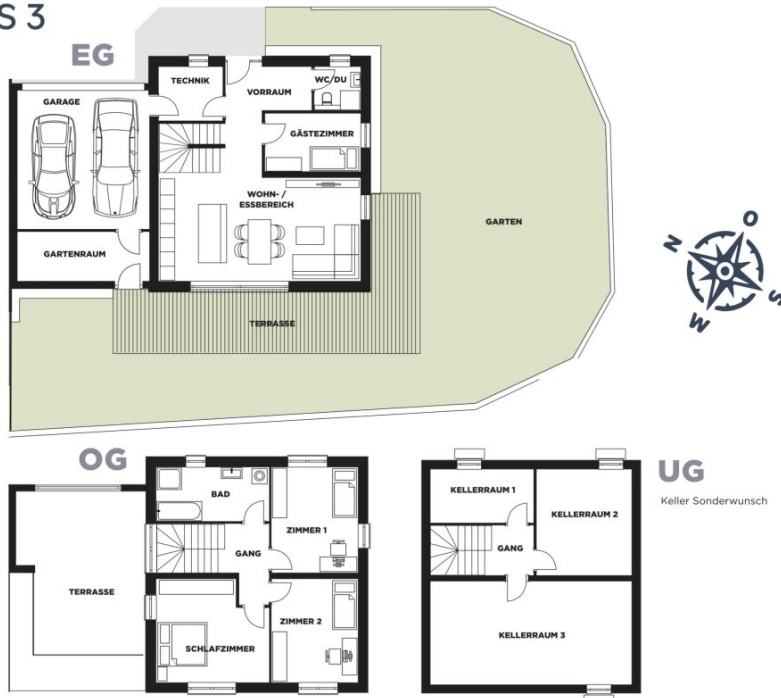 S 3
EG
TECHNIK
VORRAUM
WC/DU
GARAGE
GÄSTEZIMMER
WOHN- /
ESSBEREICH
GARTEN
GARTENRAUM
TERRASSE
N
O
S
W
OG
BAD
ZIMMER 1
GANG
TERRASSE
SCHLAFZIMMER
ZIMMER 2
UG
Keller Sonderwunsch
KELLERRAUM 1
KELLERRAUM 2
GANG
KELLERRAUM 3